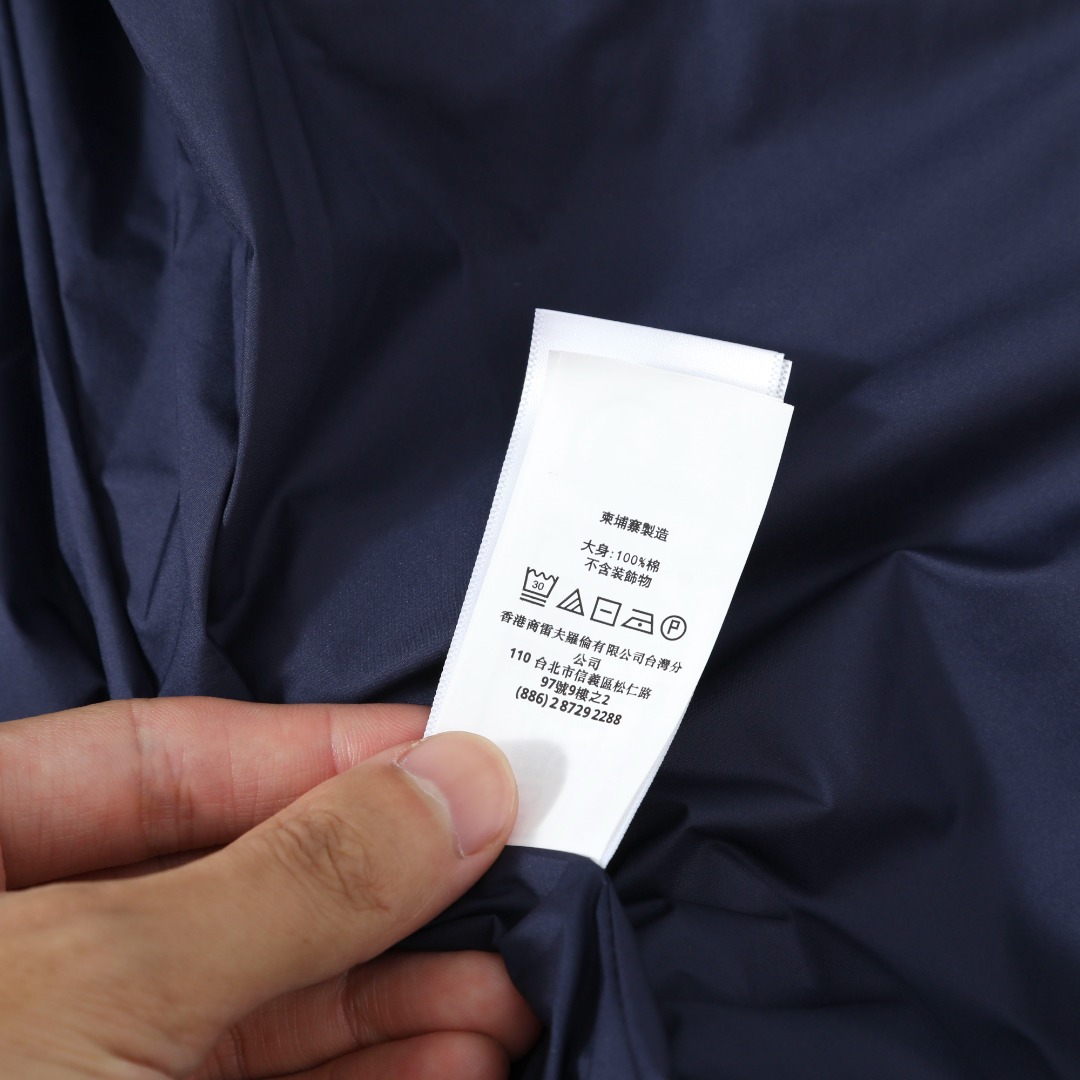 柬埔寨製造
大身:100%棉
不含装飾物
30
P
香港商雷夫羅倫有限公司台灣分
公司
110 台北市信義區松仁路
97號9樓之2
(886) 2 8729 2288